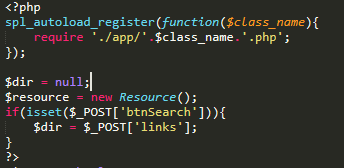 <?php
spl_autoload_register(function($class_name){
    require './app/'.$class_name.'.php';
});

$dir = null;
$resource = new Resource();
if(isset($_POST['btnSearch'])){
    $dir = $_POST['links'];
}
?>